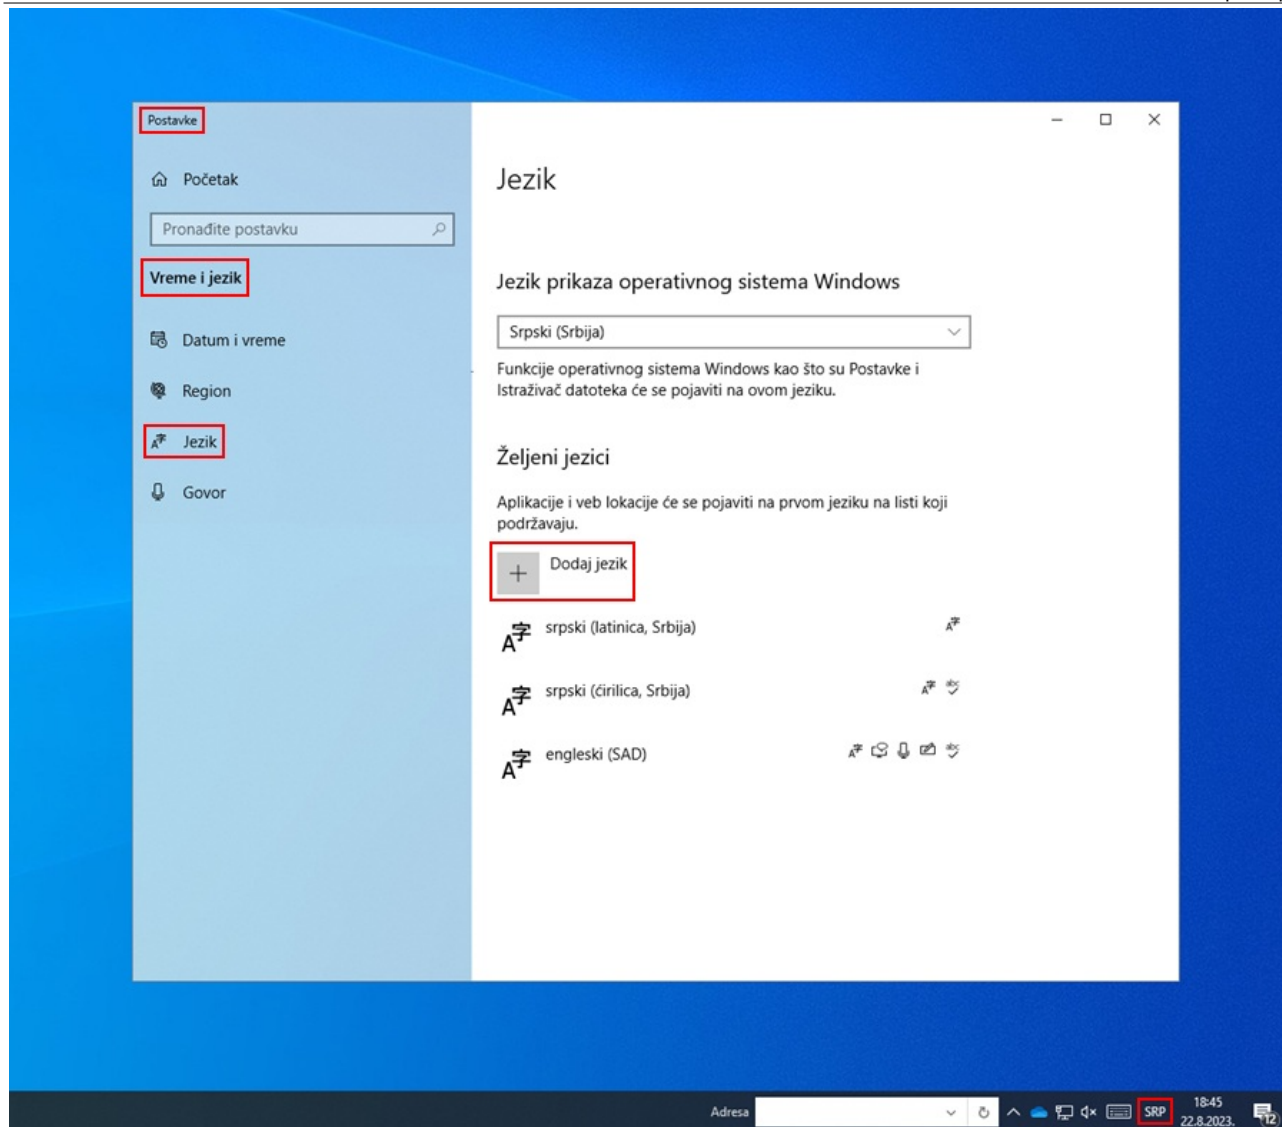 Postavke
Početak
Pronađite postavku
Vreme i jezik
Datum i vreme
Region
Jezik
Govor
Jezik
Jezik prikaza operativnog sistema Windows
Srpski (Srbija)
Funkcije operativnog sistema Windows kao što su Postavke i
Istraživač datoteka će se pojaviti na ovom jeziku.
Željeni jezici
Aplikacije i veb lokacije će se pojaviti na prvom jeziku na listi koji
podržavaju.
Dodaj jezik
srpski (latinica, Srbija)
srpski (ćirilica, Srbija)
engleski (SAD)
Adresa
SRP
18:45
22.8.2023.
12